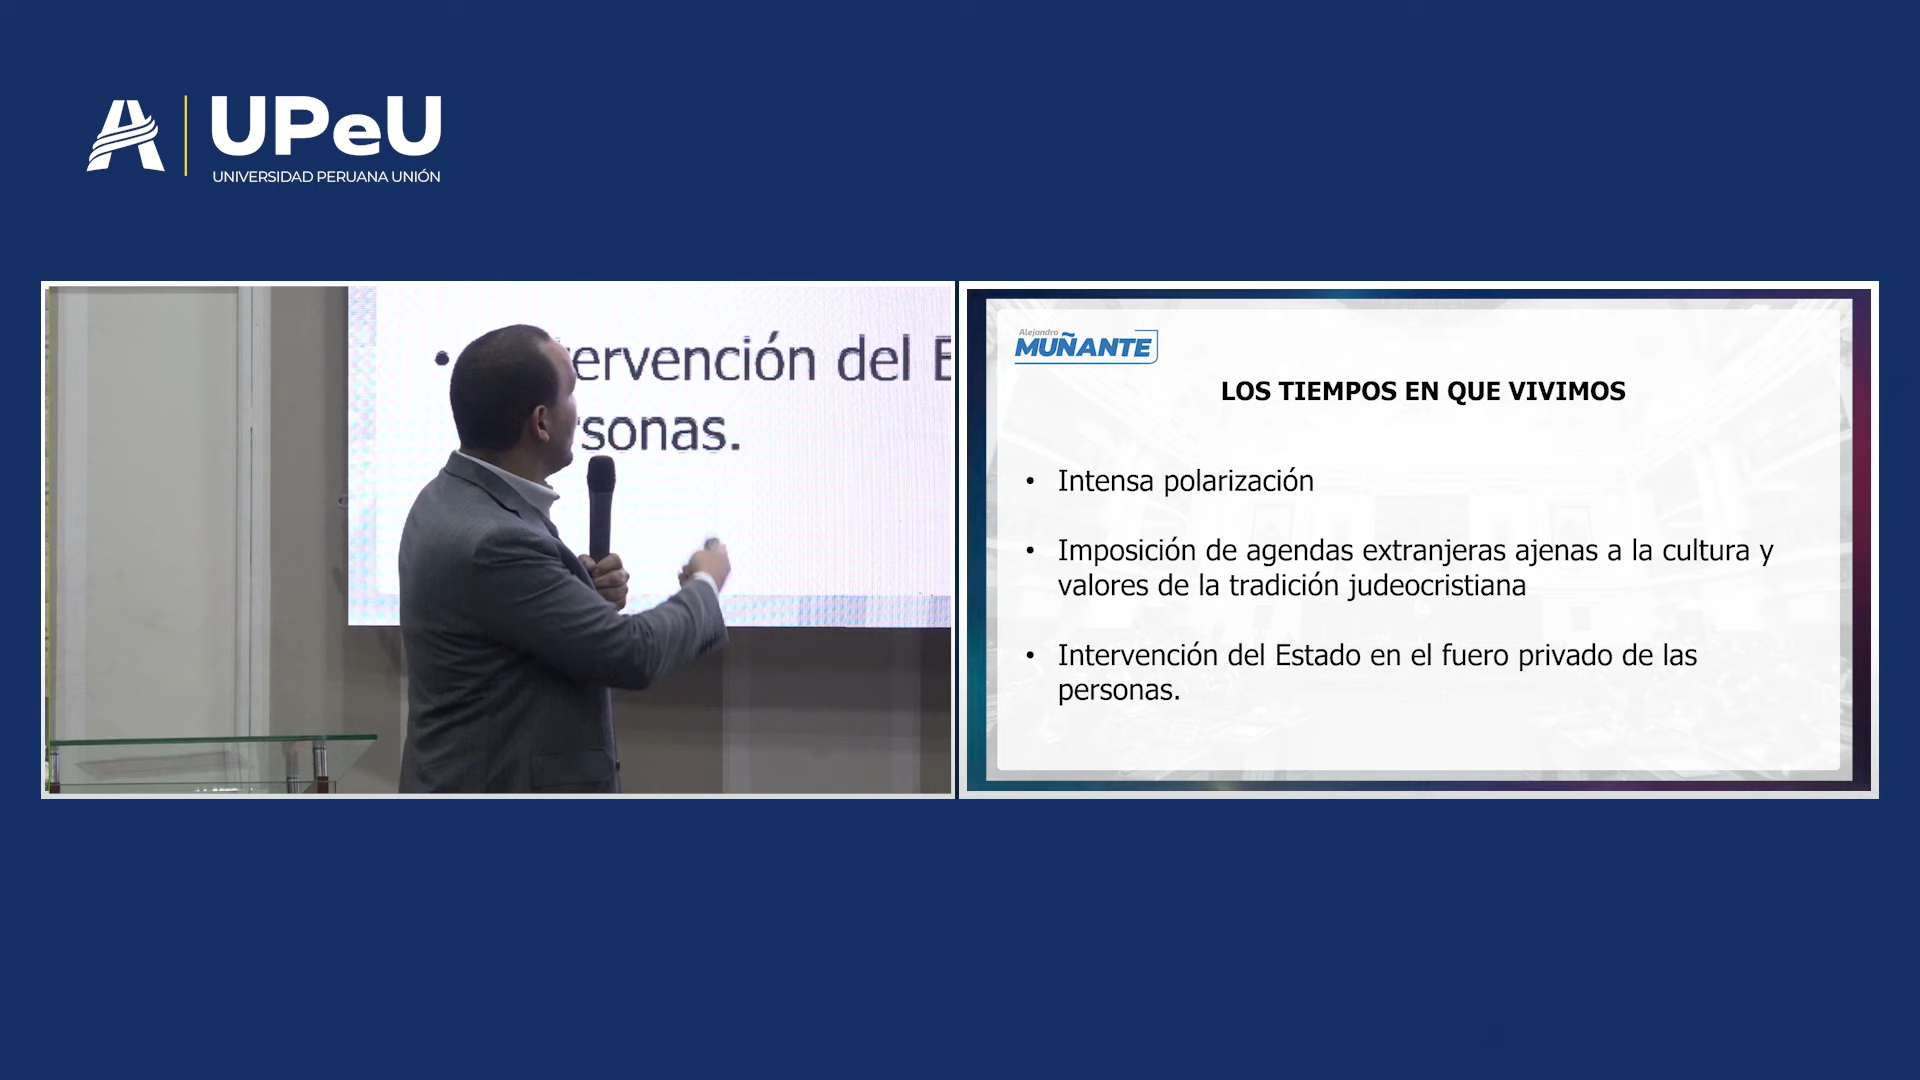 UPeU
UNIVERSIDAD PERUANA UNIÓN
• tervención del E
rsonas.
Alejandro
MUÑANTE
LOS TIEMPOS EN QUE VIVIMOS
• Intensa polarización
• Imposición de agendas extranjeras ajenas a la cultura y
valores de la tradición judeocristiana
• Intervención del Estado en el fuero privado de las
personas.